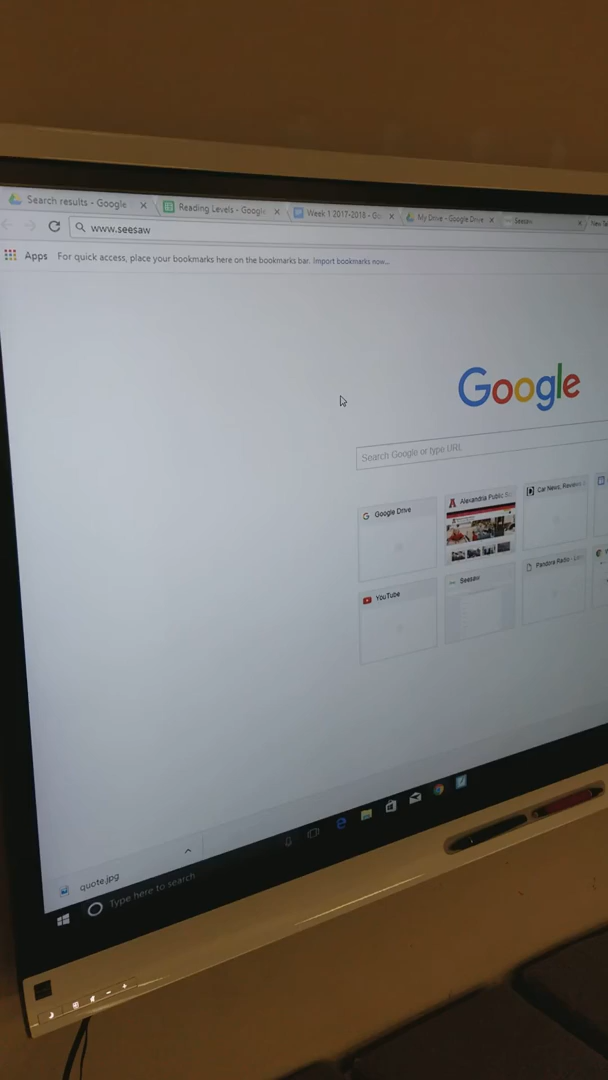 Search results - Google
Reading Levels - Google
Week 1 2017-2018 - Go
My Drive - Google Drive
Seesaw
New Ta
www.seesaw
Apps
For quick access, place your bookmarks here on the bookmarks bar. Import bookmarks now...
Google
Search Google or type URL
Google Drive
Alexandria Public Sc
Car News, Reviews
YouTube
Seesaw
Pandora Radio - Lis
quote.jpg
Type here to search